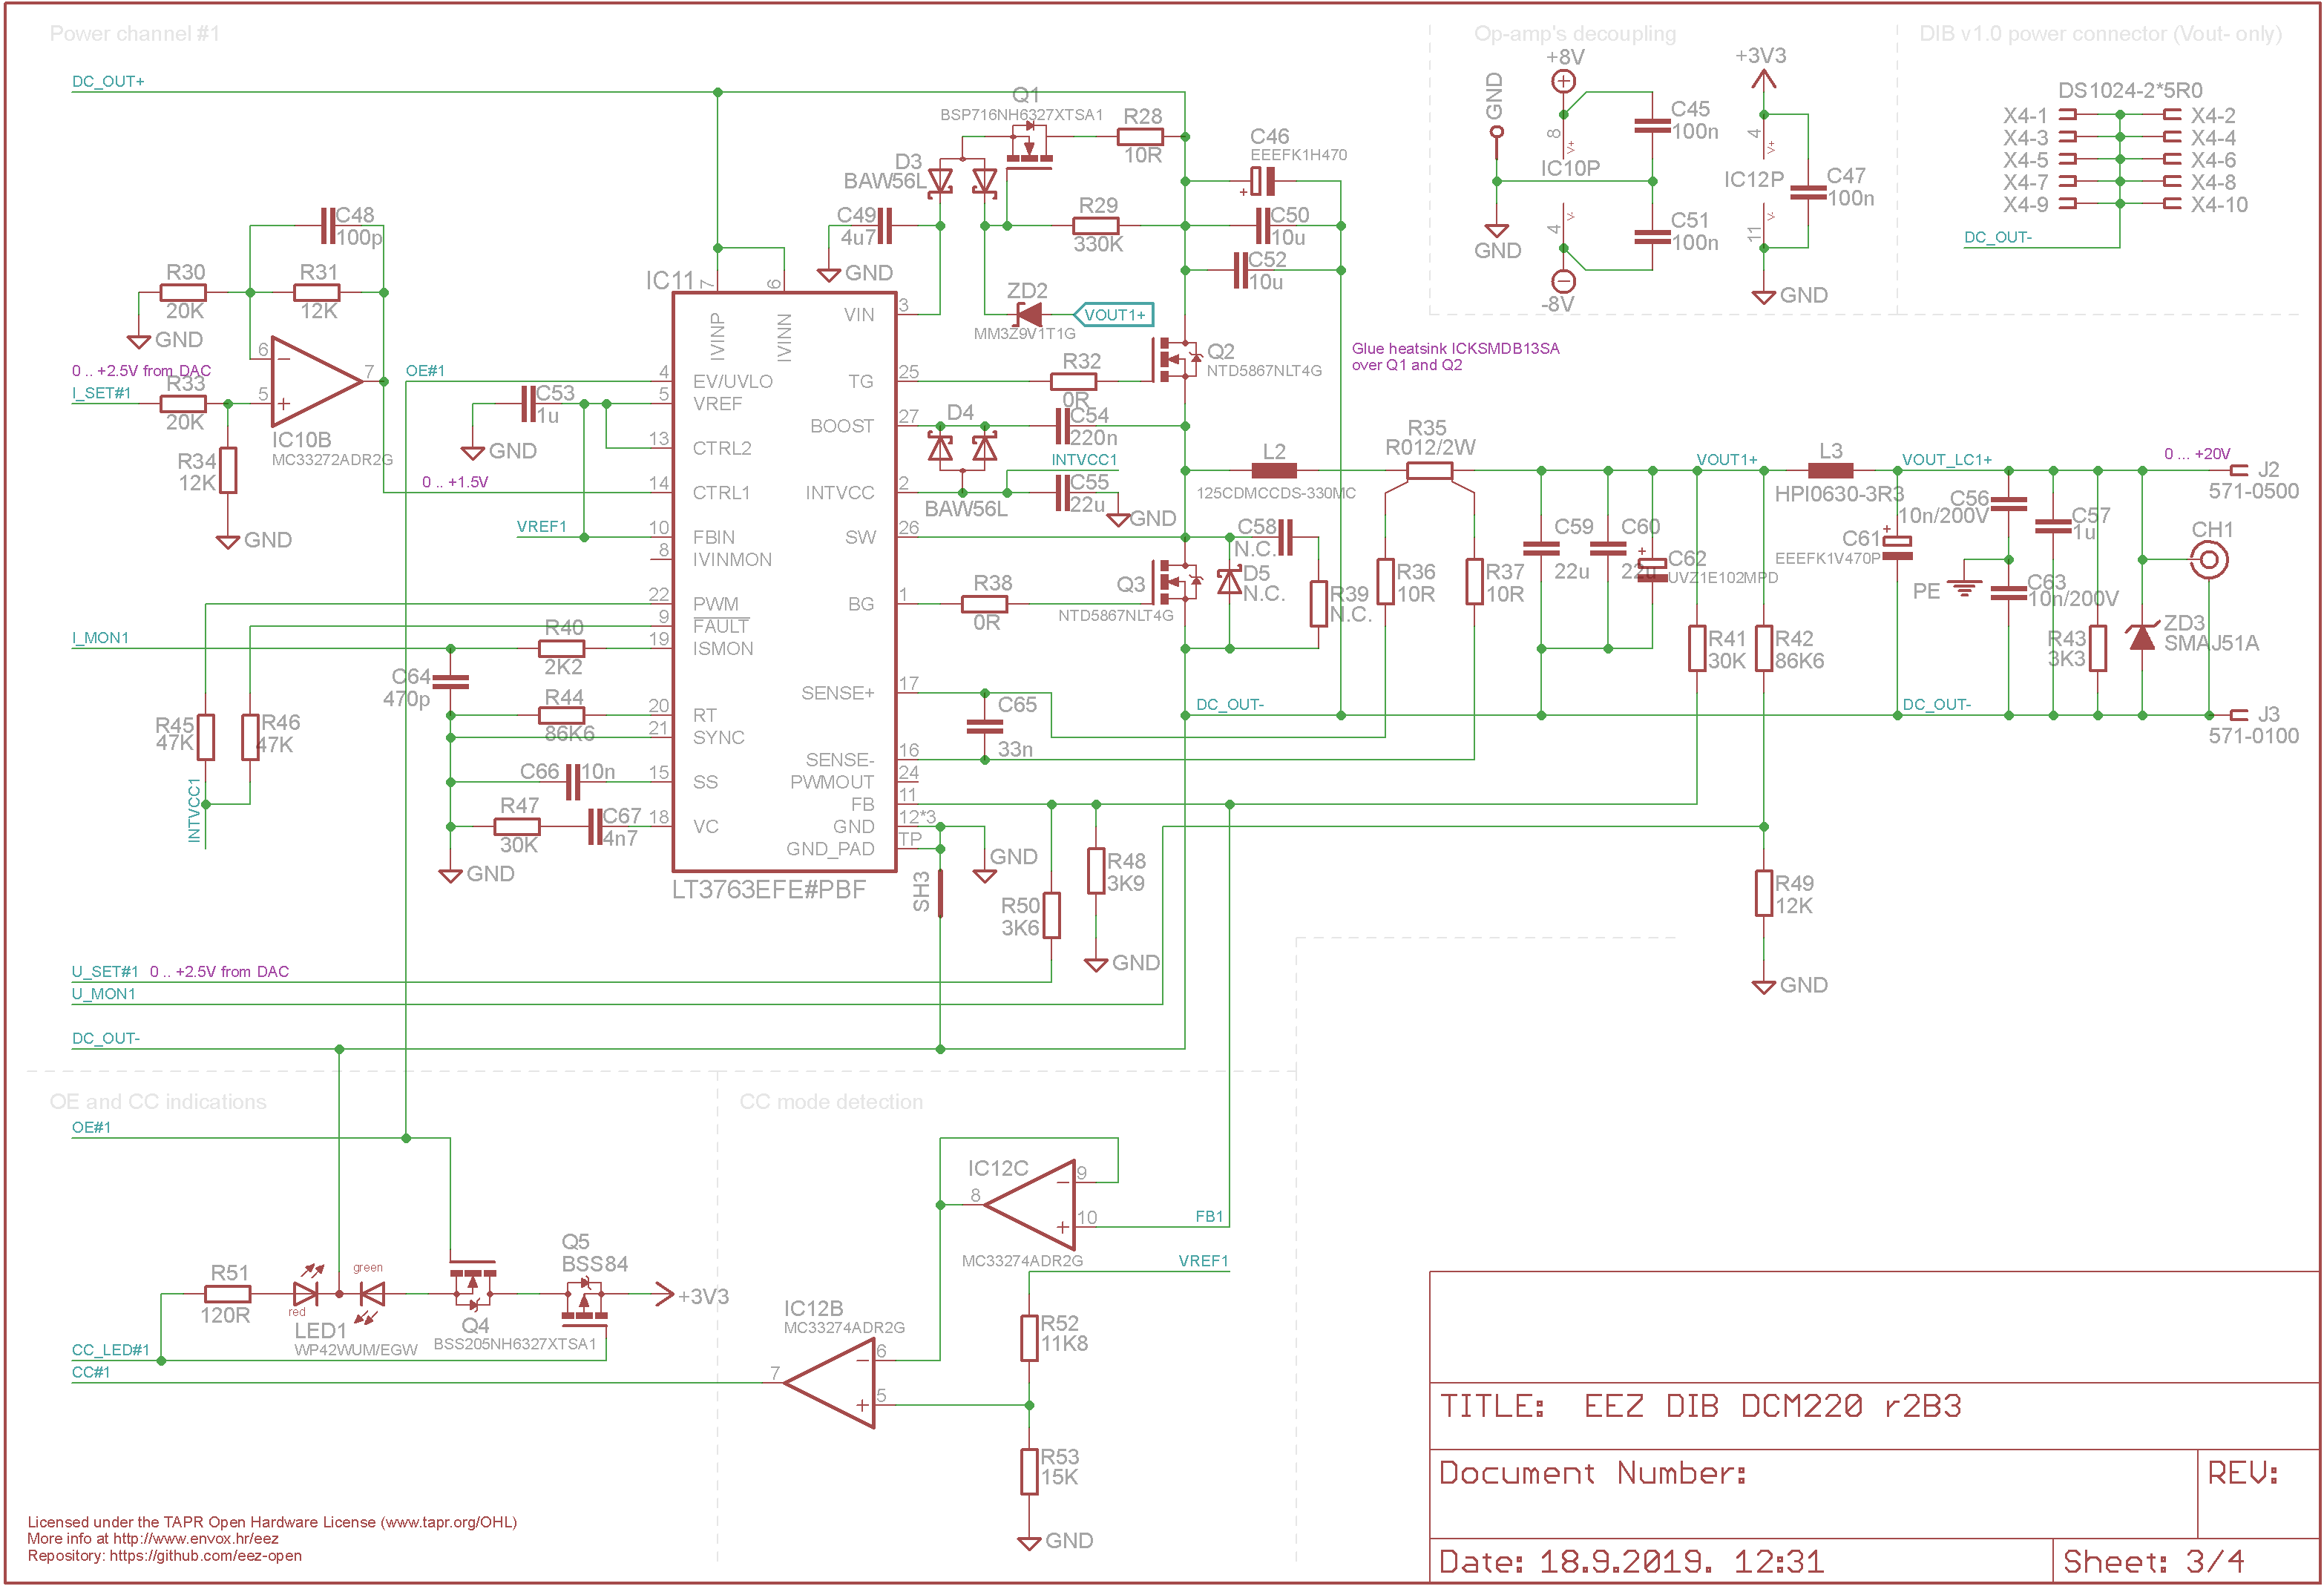 Power channel #1
Op-amp's decoupling
DIB v1.0 power connector (Vout- only)
DC_OUT+
Q1
BSP716NH6327XTSA1
R28
10R
D3
BAW56L
C46
EEEFK1H470
+
C49
4u7
GND
R29
330K
C50
10u
C52
10u
ZD2
MM3Z9V1T1G
VOUT1+
+8V
GND
8
V+
IC10P
C45
100n
+3V3
4
V+
IC12P
C47
100n
C51
100n
4
V-
11
V-
GND
-8V
GND
DS1024-2*5R0
X4-1
X4-2
X4-3
X4-4
X4-5
X4-6
X4-7
X4-8
X4-9
X4-10
DC_OUT-
C48
100p
R30
20K
R31
12K
GND
0 .. +2.5V from DAC
I_SET#1
R33
20K
6
5
7
IC10B
MC33272ADR2G
R34
12K
GND
OE#1
C53
1u
GND
0 .. +1.5V
VREF1
IC11
7
6
IVINP
IVINN
VIN
3
4
EV/UVLO
TG
25
5
VREF
BOOST
27
13
CTRL2
14
CTRL1
INTVCC
2
10
FBIN
SW
26
8
IVINMON
22
PWM
BG
1
9
FAULT
19
ISMON
SENSE+
17
20
RT
21
SYNC
SENSE-
16
15
SS
PWMOUT
24
FB
11
18
VC
GND
12*3
GND_PAD
TP
LT3763EFE#PBF
R32
0R
Q2
NTD5867NLT4G
Glue heatsink ICKSMDB13SA
over Q1 and Q2
D4
BAW56L
C54
220n
INTVCC1
C55
22u
GND
L2
125CDMCCDS-330MC
R35
R012/2W
C58
N.C.
D5
N.C.
R39
N.C.
R38
0R
Q3
NTD5867NLT4G
R36
10R
R37
10R
C59
22u
C60
22u
+
C62
UVZ1E102MPD
VOUT1+
L3
HPI0630-3R3
VOUT_LC1+
0 ... +20V
J2
571-0500
C56
10n/200V
C57
1u
+
C61
EEEFK1V470P
PE
C63
10n/200V
CH1
R41
30K
R42
86K6
R43
3K3
ZD3
SMAJ51A
DC_OUT-
DC_OUT-
J3
571-0100
I_MON1
R40
2K2
C64
470p
R44
86K6
R45
47K
R46
47K
INTVCC1
C66
10n
R47
30K
C67
4n7
GND
C65
33n
GND
SH3
R50
3K6
R48
3K9
GND
R49
12K
GND
U_SET#1
0 .. +2.5V from DAC
U_MON1
DC_OUT-
OE and CC indications
CC mode detection
OE#1
IC12C
9
8
10
MC33274ADR2G
FB1
VREF1
R51
120R
red
green
LED1
WP42WUM/EGW
Q4
BSS205NH6327XTSA1
Q5
BSS84
+3V3
CC_LED#1
CC#1
IC12B
MC33274ADR2G
6
7
5
R52
11K8
R53
15K
GND
TITLE: EEZ DIB DCM220 r2B3
Document Number:
REV:
Date: 18.9.2019. 12:31
Sheet: 3/4
Licensed under the TAPR Open Hardware License (www.tapr.org/OHL)
More info at http://www.envox.hr/eez
Repository: https://github.com/eez-open